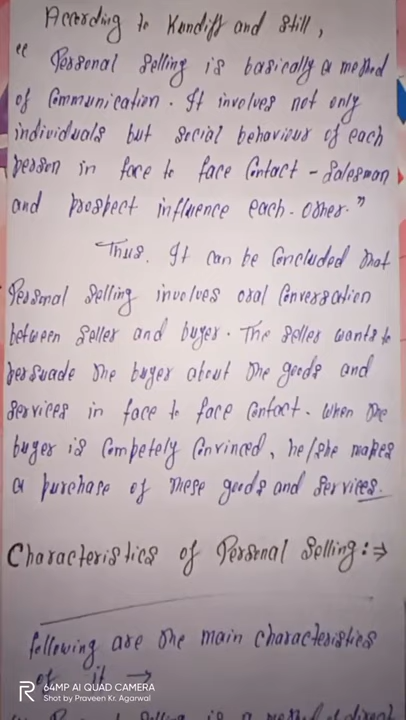 According to Kundiff and still,
" Personal selling is basically a method
of Communication. It involves not only
individuals but social behaviour of each
person in face to face Contact - Salesman
and prospect influence each-other."
Thus. It can be Concluded that
Personal selling involves oral Conversation
between seller and buyer. The seller wants to
persuade the buyer about the goods and
services in face to face Contact. When the
buyer is Competely Convinced, he/she makes
a purchase of these goods and services.
Characteristics of Personal Selling:⇒
following are the main characteristics
of it →
64MP AI QUAD CAMERA
Shot by Praveen Kr. Agarwal